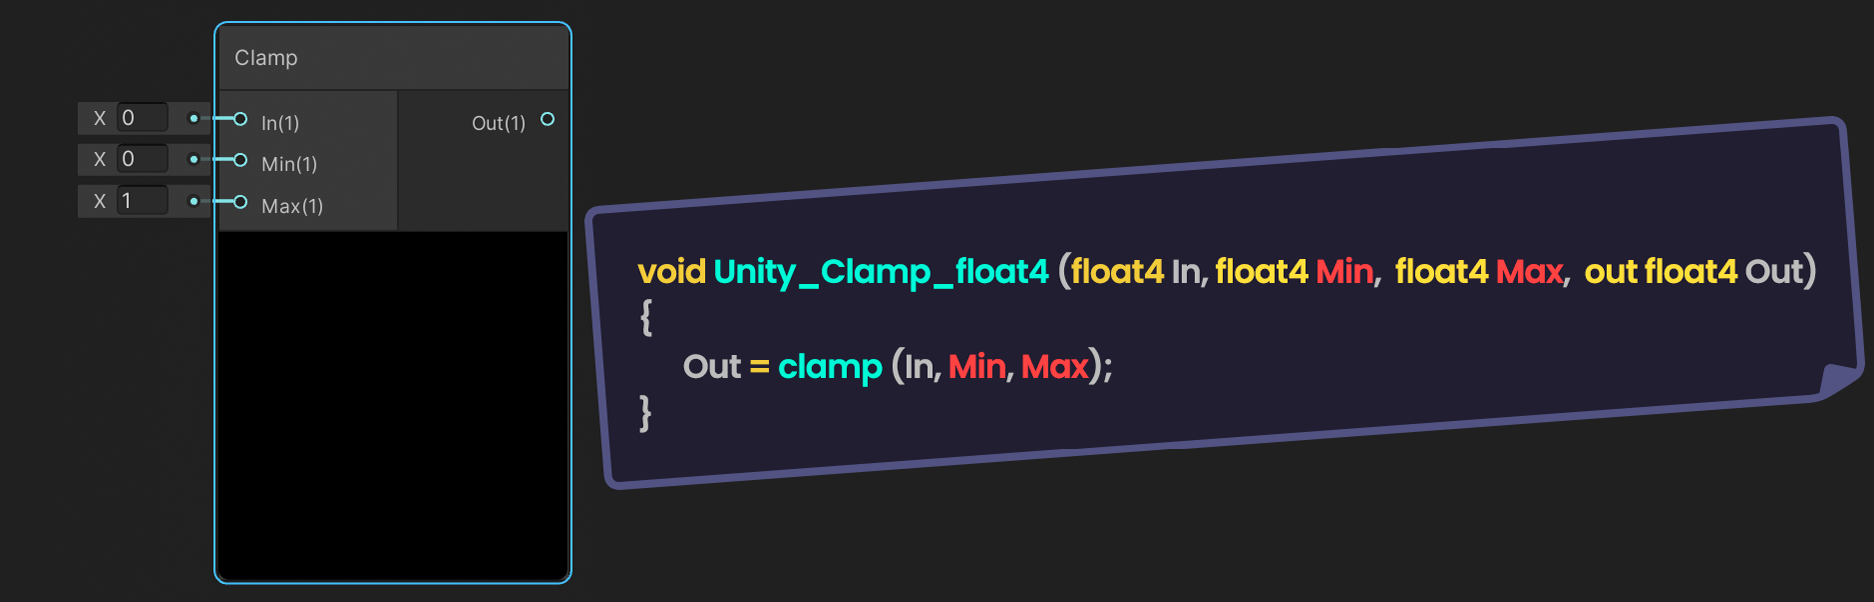 Clamp
X 0 In(1) Out(1)
X 0 Min(1)
X 1 Max(1)
void Unity_Clamp_float4 (float4 In, float4 Min, float4 Max, out float4 Out)
{
Out = clamp (In, Min, Max);
}